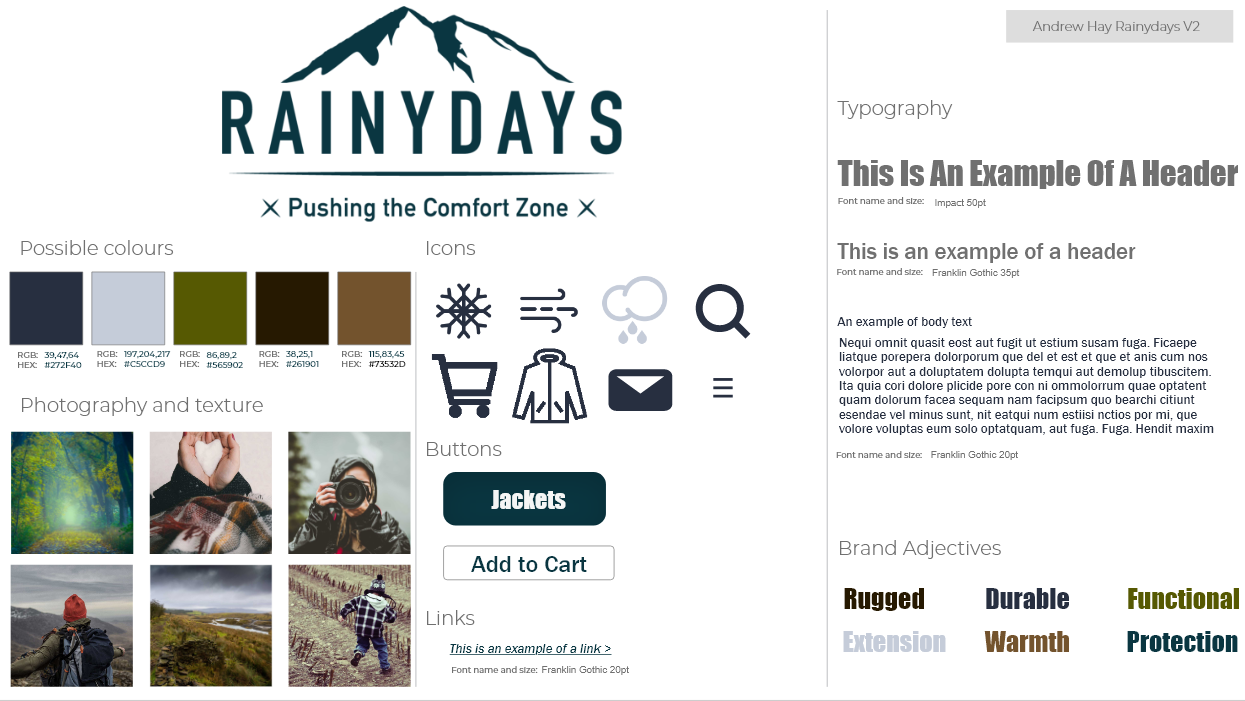 RAINYDAYS
Pushing the Comfort Zone
Possible colours
RGB: 39,47,64
HEX: #272F40
RGB: 197,204,217
HEX: #C5CCD9
RGB: 86,89,2
HEX: #565902
RGB: 38,25,1
HEX: #261901
RGB: 115,83,45
HEX: #73532D
Photography and texture
Icons
Buttons
Jackets
Add to Cart
Links
This is an example of a link >
Font name and size: Franklin Gothic 20pt
Andrew Hay Rainydays V2
Typography
This Is An Example Of A Header
Font name and size: Impact 50pt
This is an example of a header
Font name and size: Franklin Gothic 35pt
An example of body text
Nequi omnit quasit eost aut fugit ut estium susam fuga. Ficaepe
liatque porepera dolorporum que del et est et que et anis cum nos
volorpor aut a doluptatem dolupta temqui aut demolup tibuscitem.
Ita quia cori dolore plicide pore con ni ommolorrum quae optatent
quam dolorum facea sequam nam facipsum quo bearchi citiunt
esendae vel minus sunt, nit eatqui num estiisi nctios por mi, que
volore voluptas eum solo optatquam, aut fuga. Fuga. Hendit maxim
Font name and size: Franklin Gothic 20pt
Brand Adjectives
Rugged Durable Functional
Extension Warmth Protection